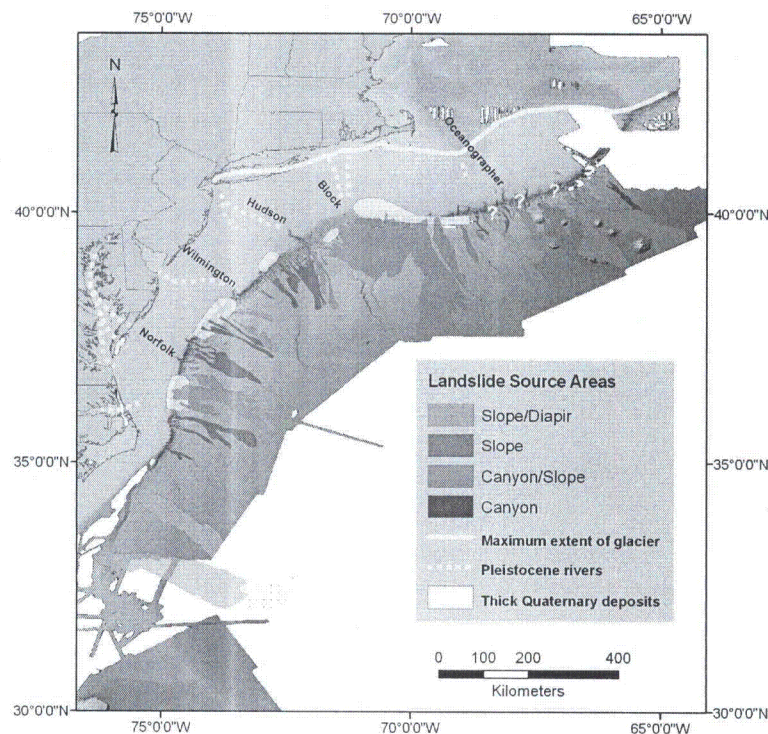 75°0'0"W 70°0'0"W 65°0'0"W
N
Oceanographer
Block
40°0'0"N 40°0'0"N
Hudson
Wilmington
Norfolk
Landslide Source Areas
Slope/Diapir
Slope
35°0'0"N 35°0'0"N
Canyon/Slope
Canyon
Maximum extent of glacier
Pleistocene rivers
Thick Quaternary deposits
0 100 200 400
Kilometers
30°0'0"N 30°0'0"N
75°0'0"W 70°0'0"W 65°0'0"W